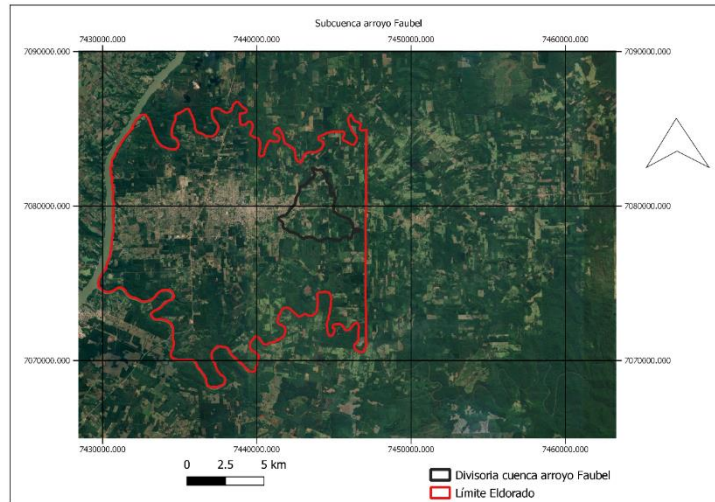 Subcuenca arroyo Faubel
7430000.000 7440000.000 7450000.000 7460000.000
7090000.000 7090000.000
7080000.000 7080000.000
7070000.000 7070000.000
7430000.000 7440000.000 7450000.000 7460000.000
0 2.5 5 km
Divisoria cuenca arroyo Faubel
Límite Eldorado